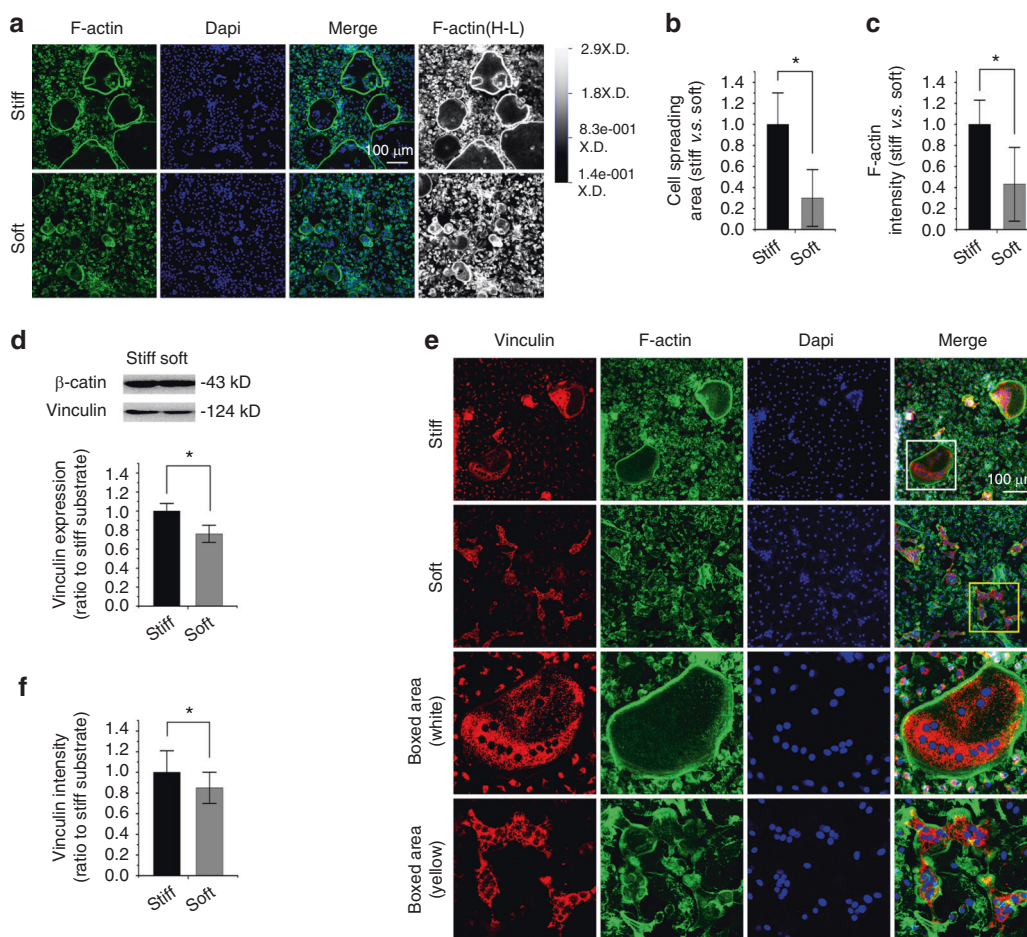 a
F-actin
Dapi
Merge
F-actin(H-L)
Stiff
Soft
100 μm
2.9X.D.
1.8X.D.
8.3e-001
X.D.
1.4e-001
X.D.
b
Cell spreading
area (stiff v.s. soft)
1.4
1.2
1.0
0.8
0.6
0.4
0.2
0.0
*
Stiff
Soft
c
F-actin
intensity (stiff v.s. soft)
1.4
1.2
1.0
0.8
0.6
0.4
0.2
0.0
*
Stiff
Soft
d
Stiff soft
β-catin
-43 kD
Vinculin
-124 kD
Vinculin expression
(ratio to stiff substrate)
1.4
1.2
1.0
0.8
0.6
0.4
0.2
0.0
*
Stiff
Soft
e
Vinculin
F-actin
Dapi
Merge
Stiff
100 μm
Soft
Boxed area
(white)
Boxed area
(yellow)
f
Vinculin intensity
(ratio to stiff substrate)
1.4
1.2
1.0
0.8
0.6
0.4
0.2
0.0
*
Stiff
Soft